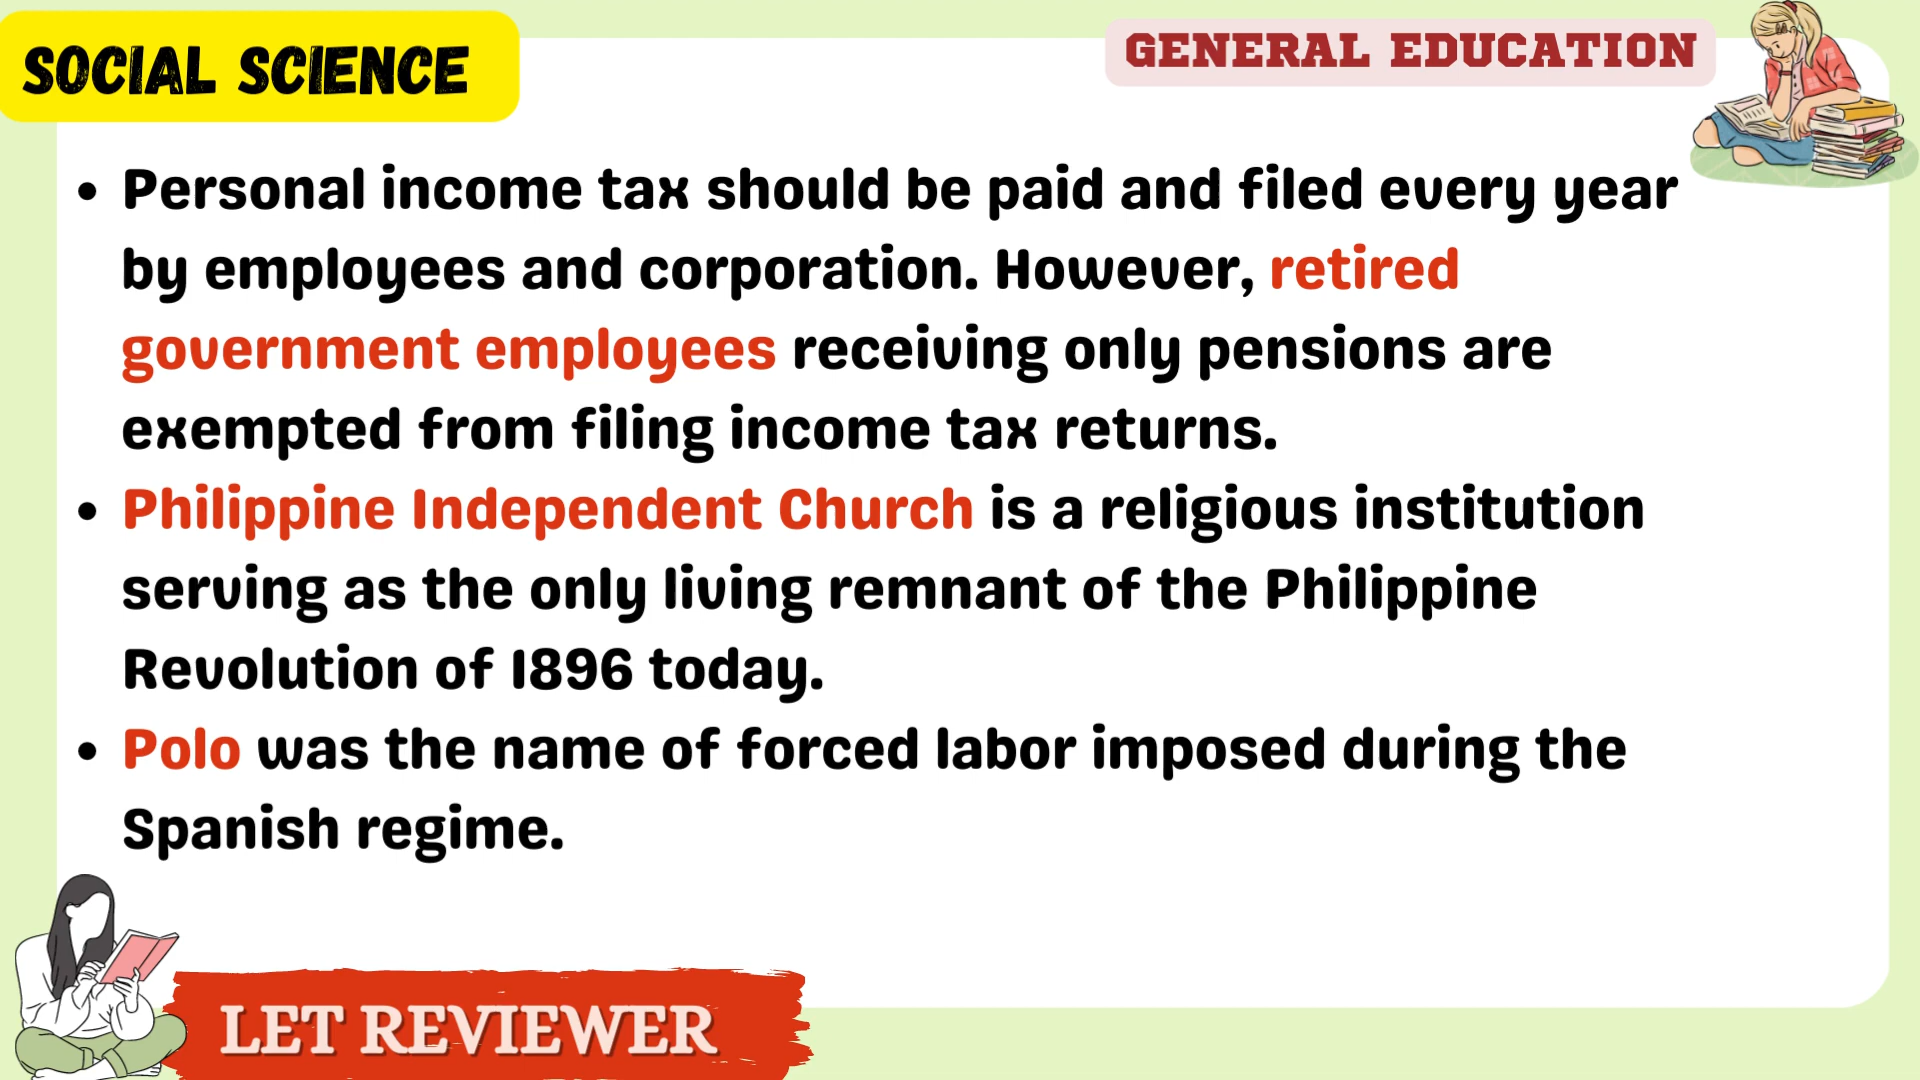 SOCIAL SCIENCE
GENERAL EDUCATION
• Personal income tax should be paid and filed every year
by employees and corporation. However, retired
government employees receiving only pensions are
exempted from filing income tax returns.
• Philippine Independent Church is a religious institution
serving as the only living remnant of the Philippine
Revolution of 1896 today.
• Polo was the name of forced labor imposed during the
Spanish regime.
LET REVIEWER